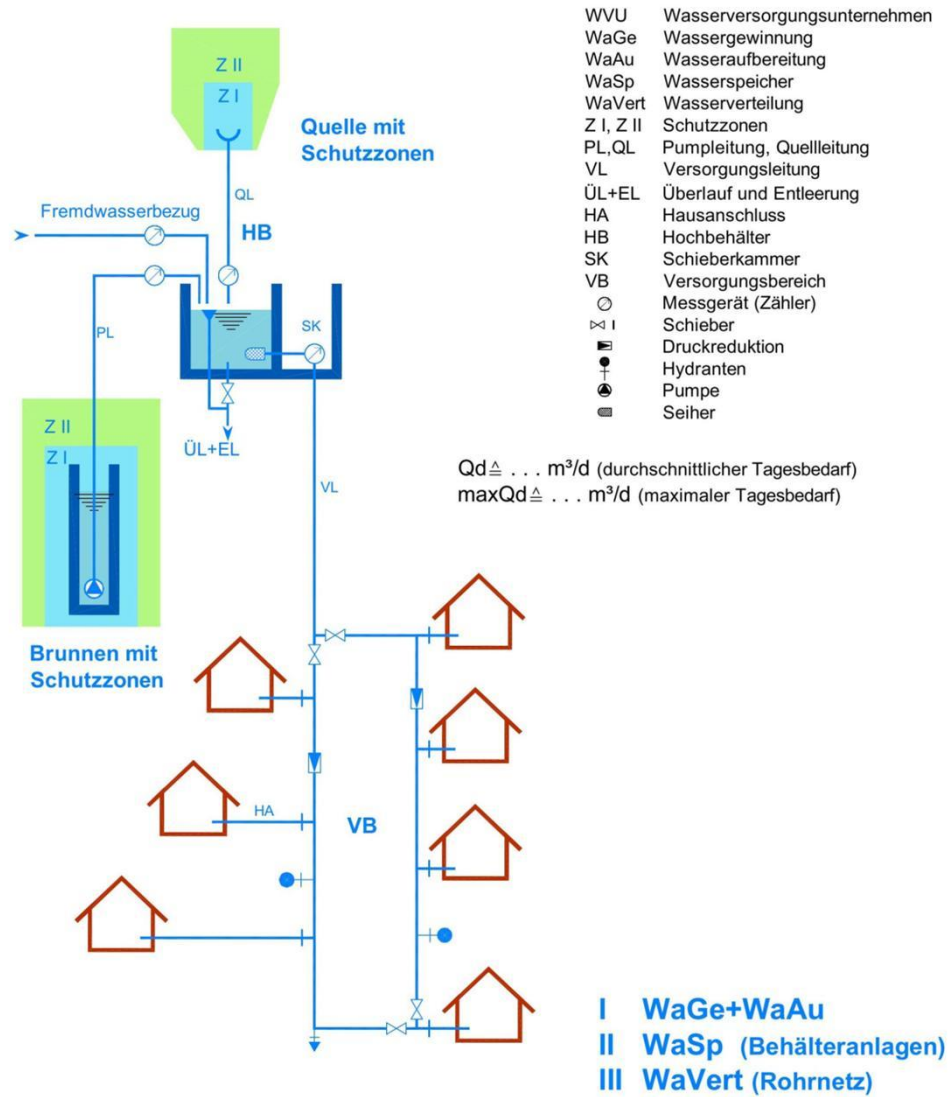 WVU Wasserversorgungsunternehmen
WaGe Wassergewinnung
WaAu Wasseraufbereitung
WaSp Wasserspeicher
WaVert Wasserverteilung
Z I, Z II Schutzzonen
PL,QL Pumpleitung, Quellleitung
VL Versorgungsleitung
ÜL+EL Überlauf und Entleerung
HA Hausanschluss
HB Hochbehälter
SK Schieberkammer
VB Versorgungsbereich
Messgerät (Zähler)
Schieber
Druckreduktion
Hydranten
Pumpe
Seiher
Qd≙ . . . m³/d (durchschnittlicher Tagesbedarf)
maxQd≙ . . . m³/d (maximaler Tagesbedarf)
Z II
Z I
Quelle mit
Schutzzonen
QL
Fremdwasserbezug
HB
PL
SK
Z II
Z I
ÜL+EL
VL
Brunnen mit
Schutzzonen
HA
VB
I WaGe+WaAu
II WaSp (Behälteranlagen)
III WaVert (Rohrnetz)